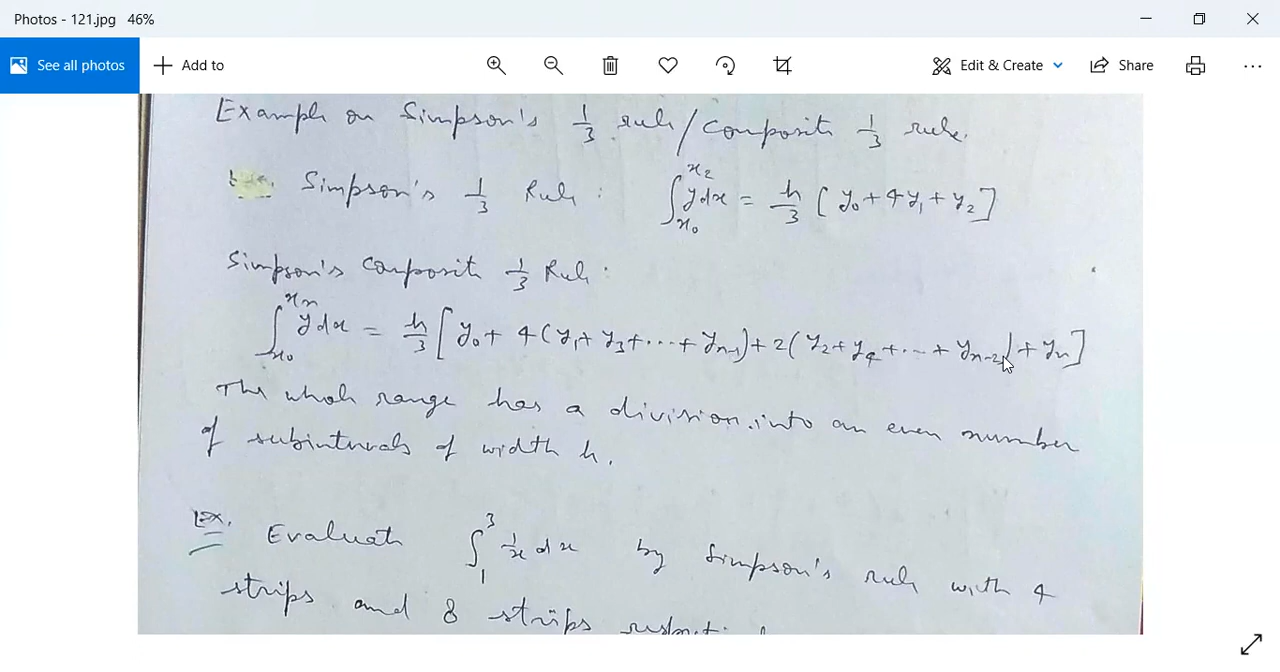 Photos - 121.jpg 46%
See all photos
Add to
Edit & Create
Share
Example on Simpson's 1/3 rule/Composit 1/3 rule.
Simpson's 1/3 Rule : ∫_{x₀}^{x₂} y dx = h/3 [y₀ + 4y₁ + y₂]
Simpson's Composit 1/3 Rule :
∫_{x₀}^{xₙ} y dx = h/3 [y₀ + 4(y₁ + y₃ + ... + yₙ₋₁) + 2(y₂ + y₄ + ... + yₙ₋₂) + yₙ]
The whole range has a division into an even number
of subintervals of width h.
Ex. Evaluate ∫_1^3 1/x dx by Simpson's rule with 4
strips and 8 strips